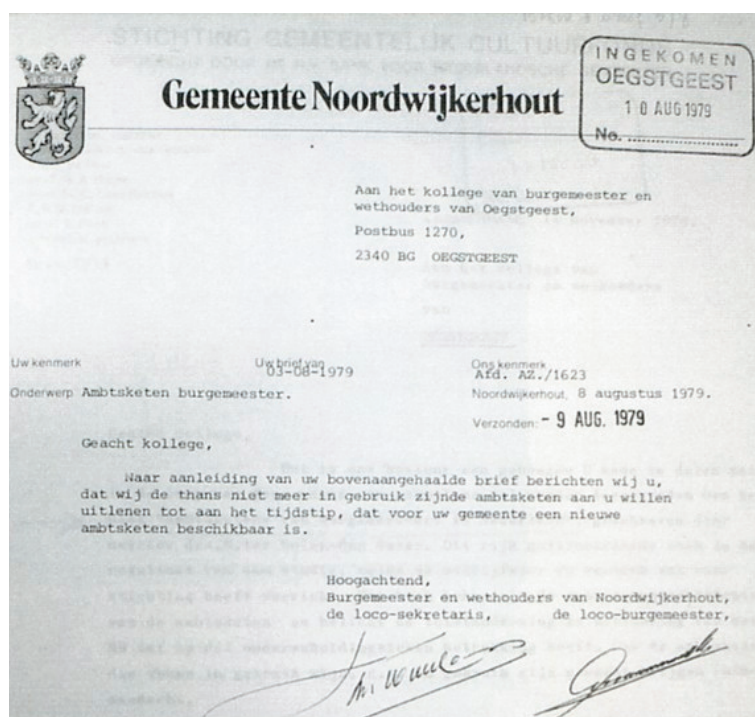 Gemeente Noordwijkerhout
INGEKOMEN
OEGSTGEEST
10 AUG 1979
No. ....................
Aan het kollege van burgemeester en
wethouders van Oegstgeest,
Postbus 1270,
2340 BG OEGSTGEEST
Uw kenmerk
Uw brief van
03-08-1979
Ons kenmerk
Afd. AZ./1623
Onderwerp Ambtsketen burgemeester.
Noordwijkerhout, 8 augustus 1979.
Verzonden: - 9 AUG. 1979
Geacht kollege,
Naar aanleiding van uw bovenaangehaalde brief berichten wij u,
dat wij de thans niet meer in gebruik zijnde ambtsketen aan u willen
uitlenen tot aan het tijdstip, dat voor uw gemeente een nieuwe
ambtsketen beschikbaar is.
Hoogachtend,
Burgemeester en wethouders van Noordwijkerhout,
de loco-sekretaris, de loco-burgemeester,